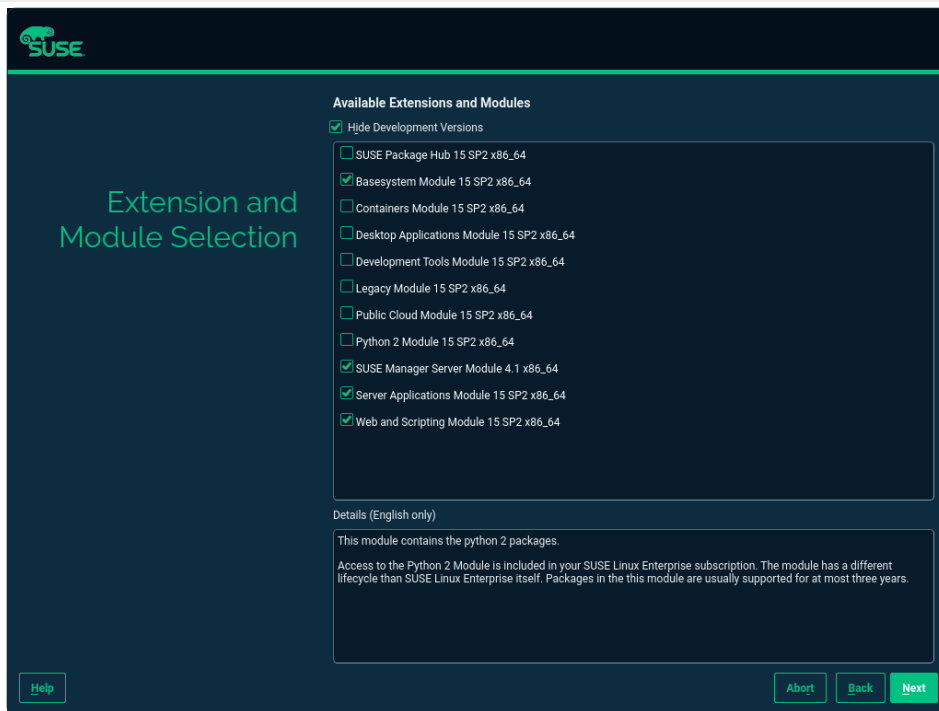 SUSE
Available Extensions and Modules
Hide Development Versions
Extension and
Module Selection
SUSE Package Hub 15 SP2 x86_64
Basesystem Module 15 SP2 x86_64
Containers Module 15 SP2 x86_64
Desktop Applications Module 15 SP2 x86_64
Development Tools Module 15 SP2 x86_64
Legacy Module 15 SP2 x86_64
Public Cloud Module 15 SP2 x86_64
Python 2 Module 15 SP2 x86_64
SUSE Manager Server Module 4.1 x86_64
Server Applications Module 15 SP2 x86_64
Web and Scripting Module 15 SP2 x86_64
Details (English only)
This module contains the python 2 packages.
Access to the Python 2 Module is included in your SUSE Linux Enterprise subscription. The module has a different
lifecycle than SUSE Linux Enterprise itself. Packages in the this module are usually supported for at most three years.
Help
Abort
Back
Next